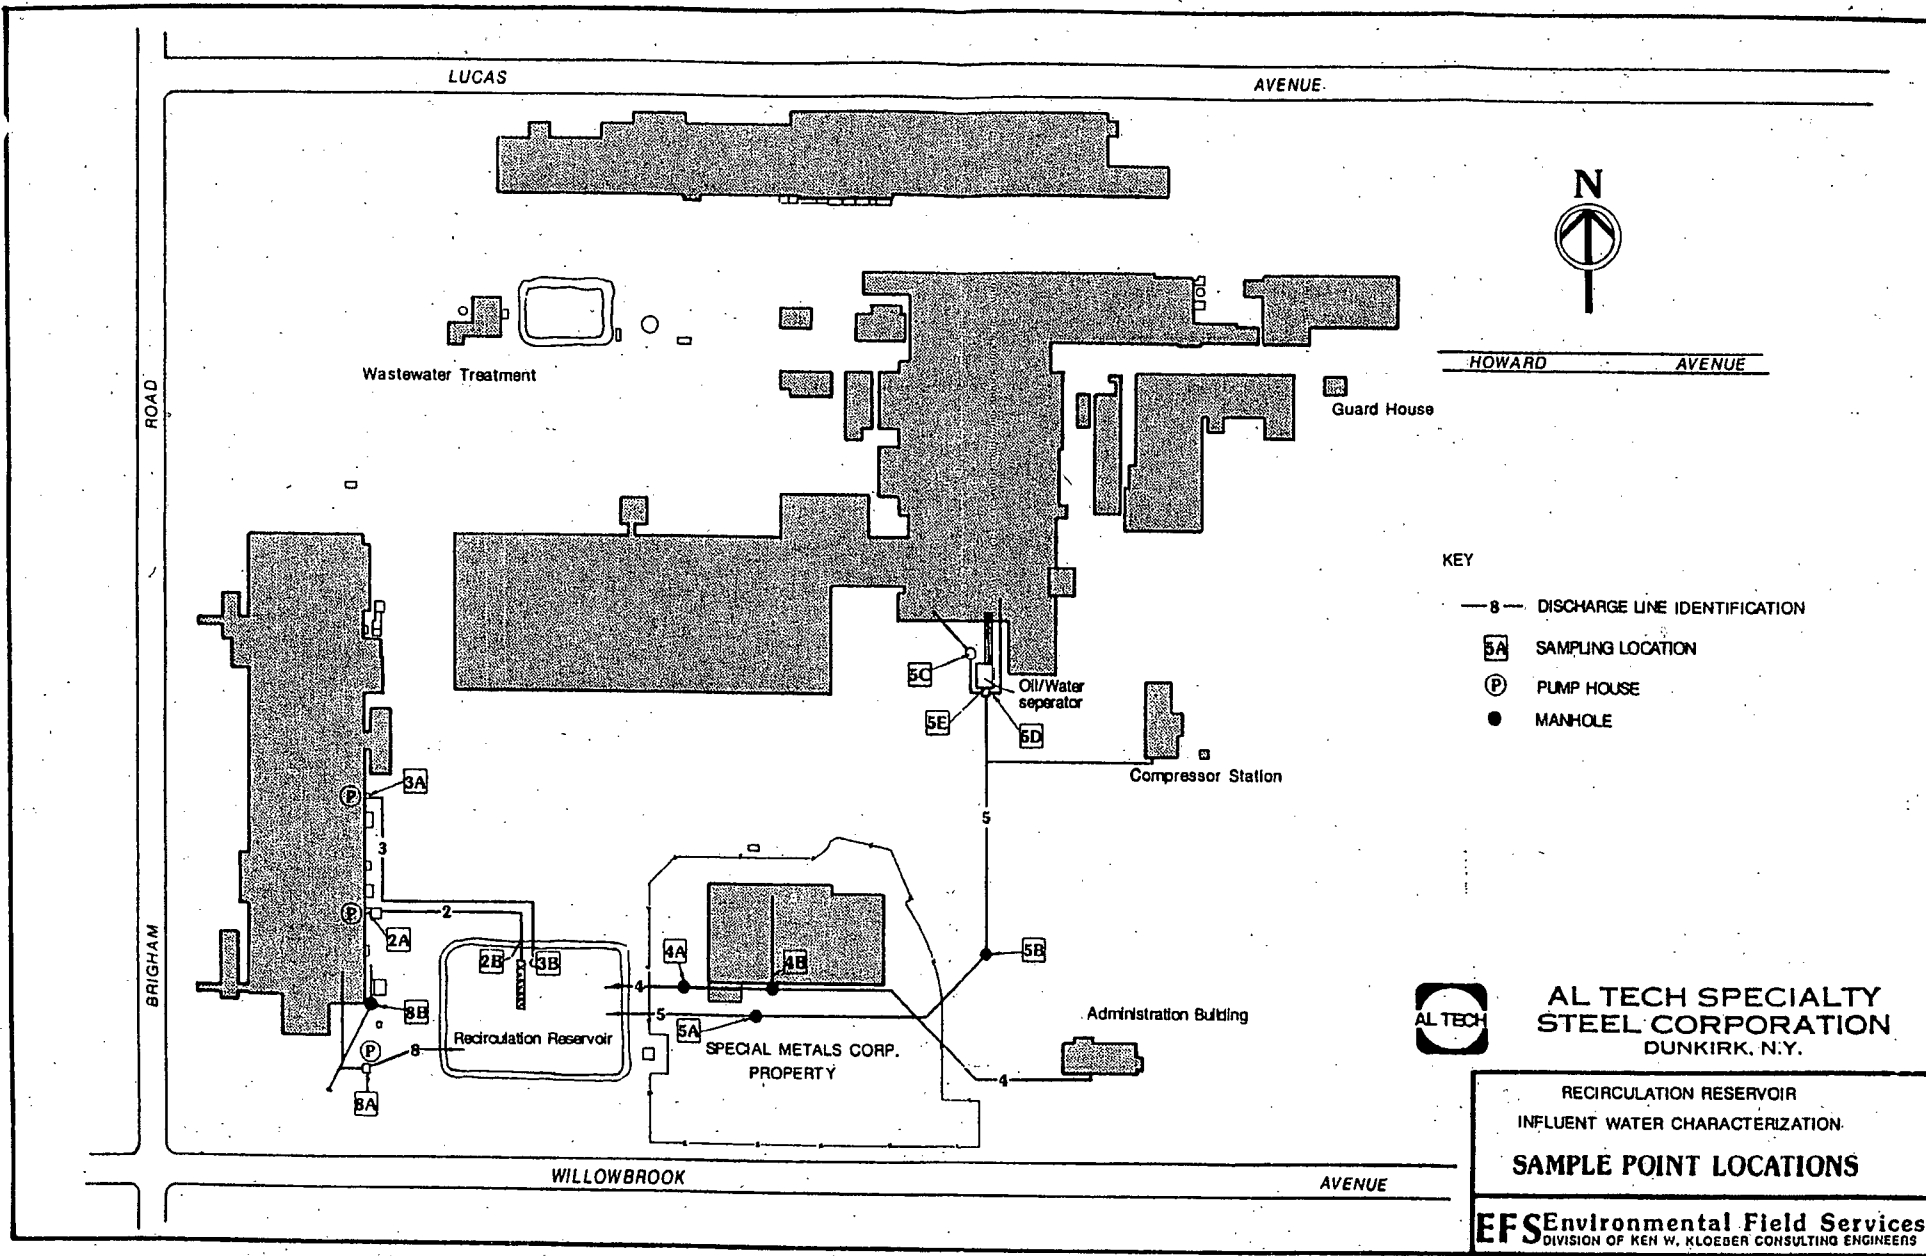 LUCAS AVENUE
N
HOWARD AVENUE
Wastewater Treatment
Guard House
ROAD
BRIGHAM
KEY
8 DISCHARGE LINE IDENTIFICATION
5A SAMPLING LOCATION
P PUMP HOUSE
MANHOLE
5C
Oil/Water
seperator
5E
5D
Compressor Station
P
3A
3
5
P
2
2A
2B
3B
4A
4B
5B
4
5
5A
8B
Recirculation Reservoir
P
8
8A
SPECIAL METALS CORP.
PROPERTY
Administration Building
4
AL TECH
AL TECH SPECIALTY
STEEL CORPORATION
DUNKIRK, N.Y.
RECIRCULATION RESERVOIR
INFLUENT WATER CHARACTERIZATION
SAMPLE POINT LOCATIONS
EFS Environmental Field Services
DIVISION OF KEN W. KLOEBER CONSULTING ENGINEERS
WILLOWBROOK AVENUE